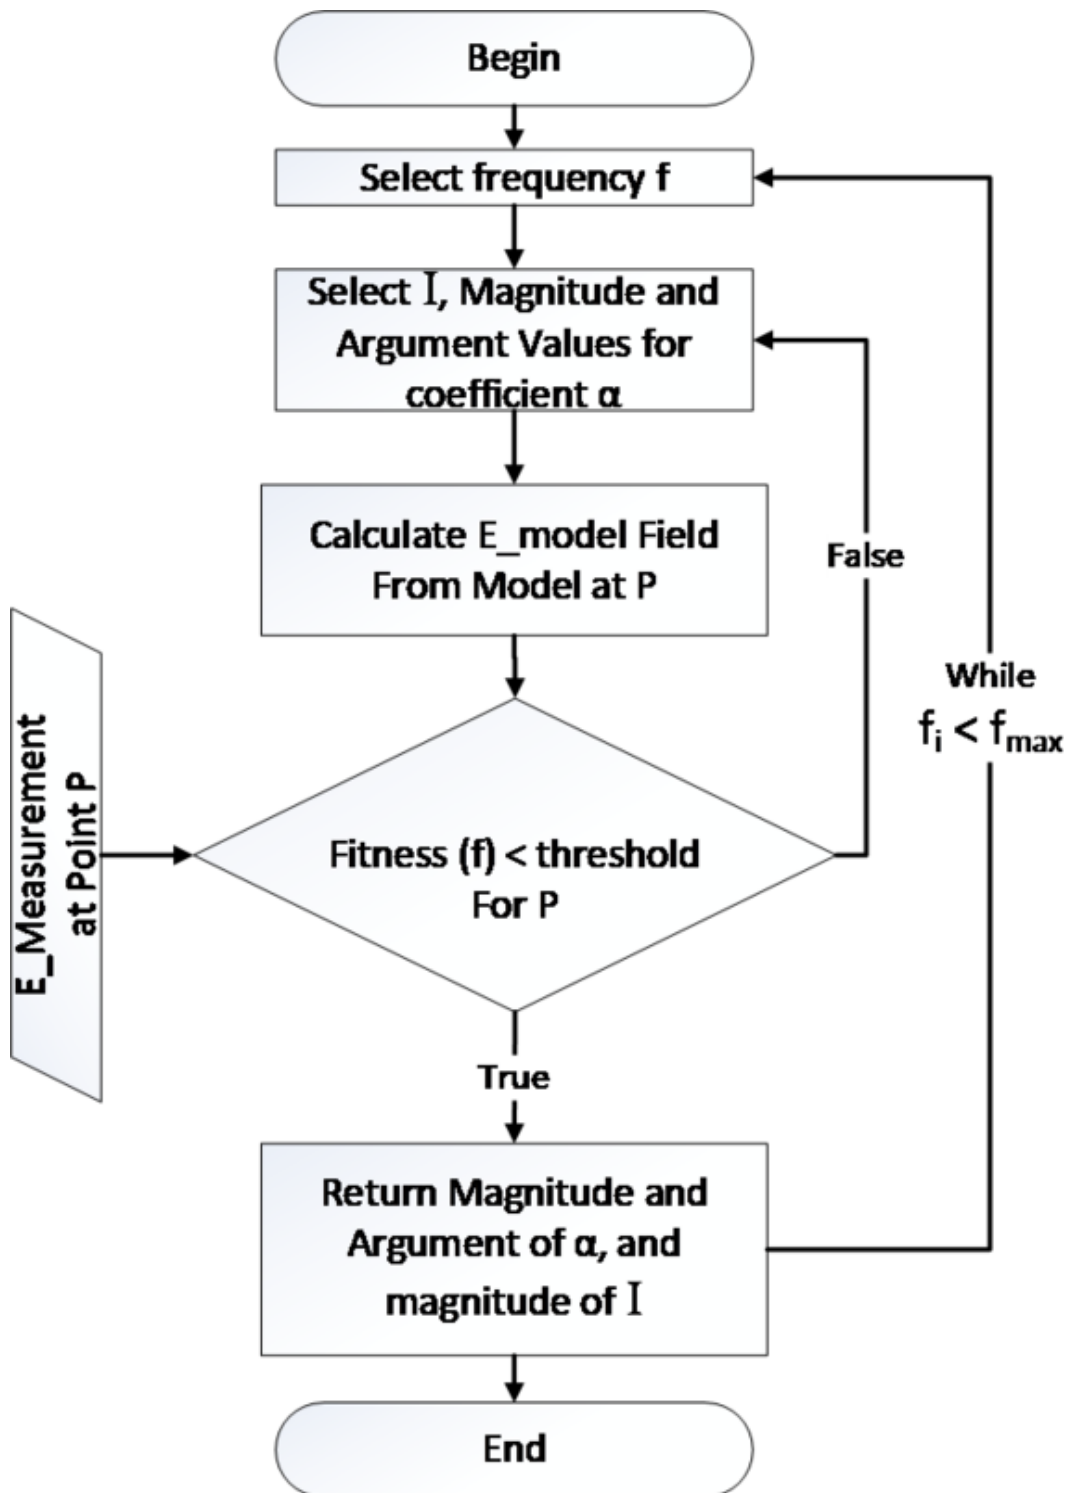 Begin
Select frequency f
Select I, Magnitude and
Argument Values for
coefficient α
Calculate E_model Field
From Model at P
False
While
fi < fmax
E_Measurement
at Point P
Fitness (f) < threshold
For P
True
Return Magnitude and
Argument of α, and
magnitude of I
End